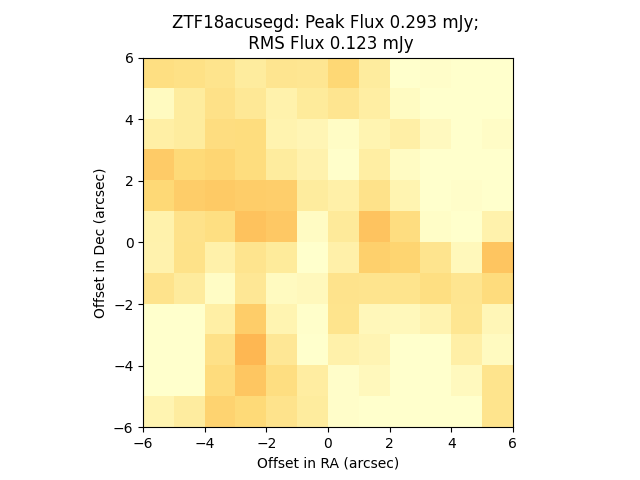 ZTF18acusegd: Peak Flux 0.293 mJy;
RMS Flux 0.123 mJy
6
4
2
0
−2
−4
−6
Offset in Dec (arcsec)
−6 −4 −2 0 2 4 6
Offset in RA (arcsec)